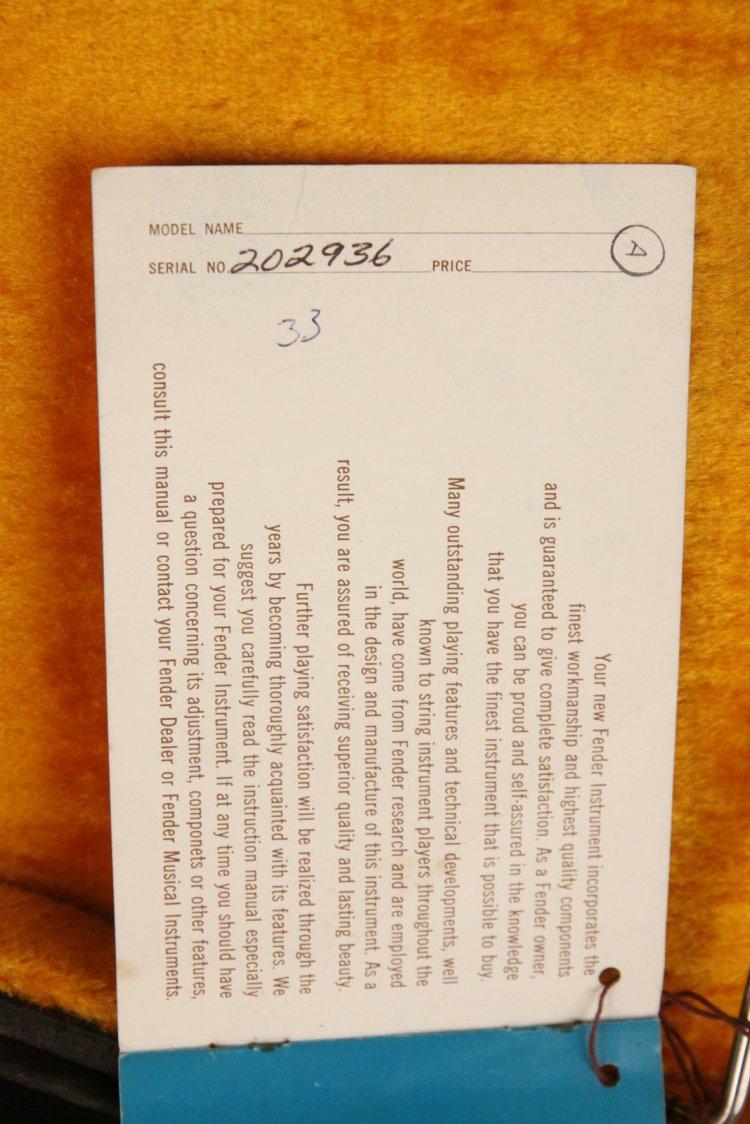 MODEL NAME
SERIAL NO. 202936 PRICE
A
33
Your new Fender Instrument incorporates the
finest workmanship and highest quality components
and is guaranteed to give complete satisfaction. As a Fender owner,
you can be proud and self-assured in the knowledge
that you have the finest instrument that is possible to buy.
Many outstanding playing features and technical developments, well
known to string instrument players throughout the
world, have come from Fender research and are employed
in the design and manufacture of this instrument. As a
result, you are assured of receiving superior quality and lasting beauty.
Further playing satisfaction will be realized through the
years by becoming thoroughly acquainted with its features. We
suggest you carefully read the instruction manual especially
prepared for your Fender Instrument. If at any time you should have
a question concerning its adjustment, componets or other features,
consult this manual or contact your Fender Dealer or Fender Musical Instruments.